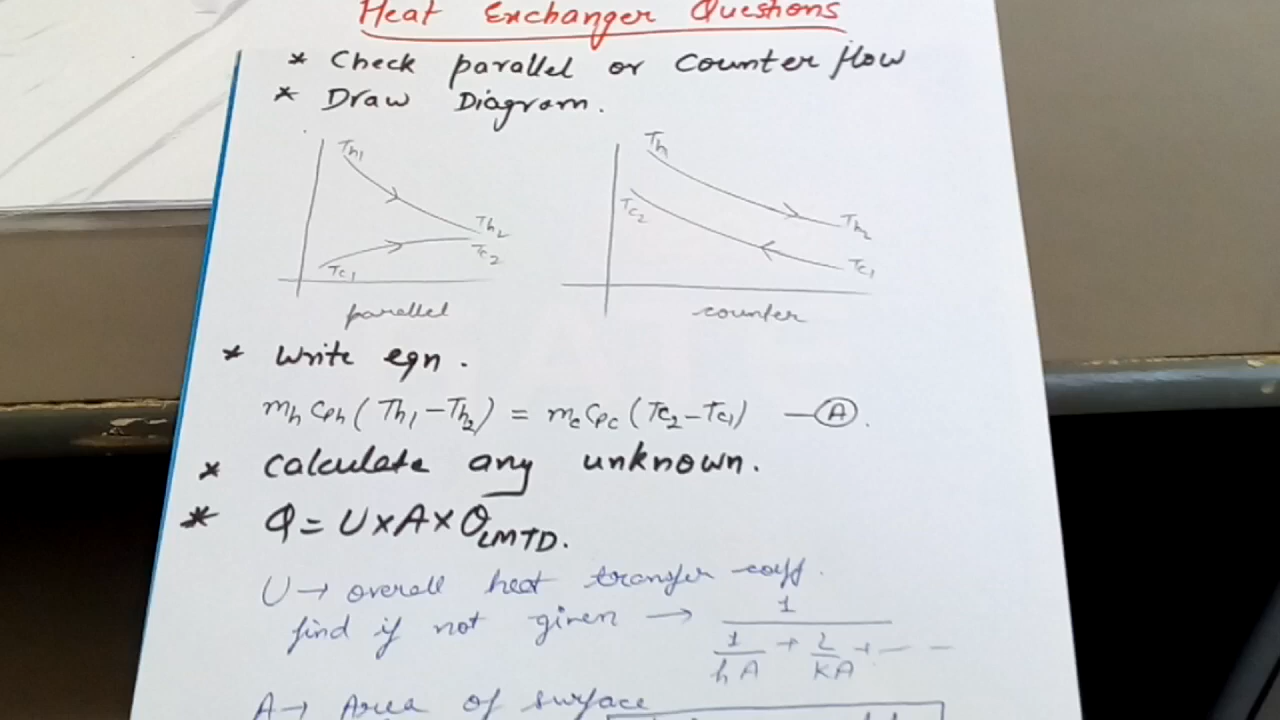 Heat Exchanger Questions
* Check parallel or Counter flow
* Draw Diagram.
Th1 Th2 Tc2 Tc1
parallel
Th Tc2 Th2 Tc1
counter
* Write eqn.
mh Cph (Th1 - Th2) = mc Cpc (Tc2 - Tc1) — A.
* Calculate any unknown.
* Q = U x A x θLMTD.
U → overall heat transfer coeff.
find if not given → 1 / (1/hA + L/KA + - - -
A → Area of surface